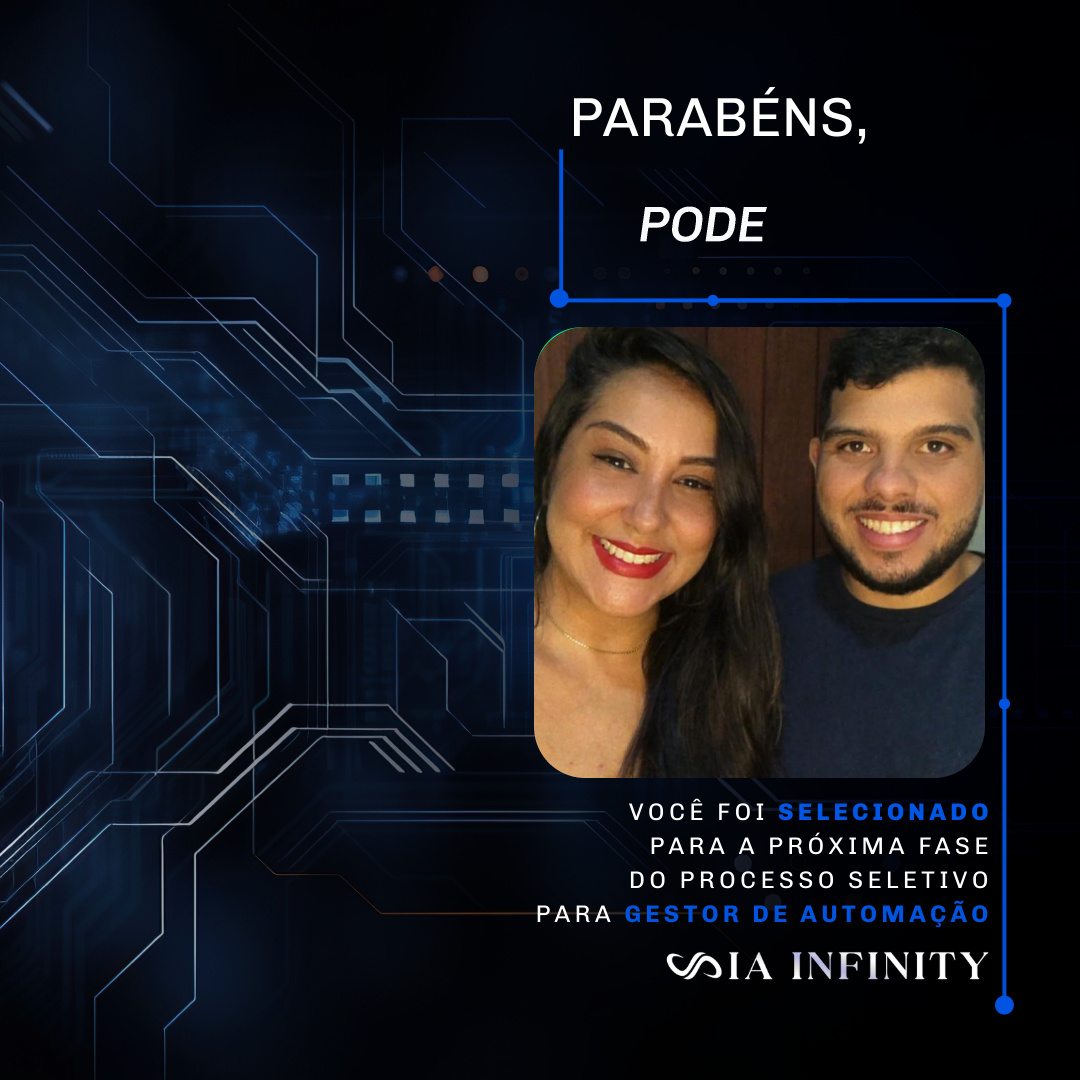 PARABÉNS,
PODE
VOCÊ FOI SELECIONADO
PARA A PRÓXIMA FASE
DO PROCESSO SELETIVO
PARA GESTOR DE AUTOMAÇÃO
IA INFINITY